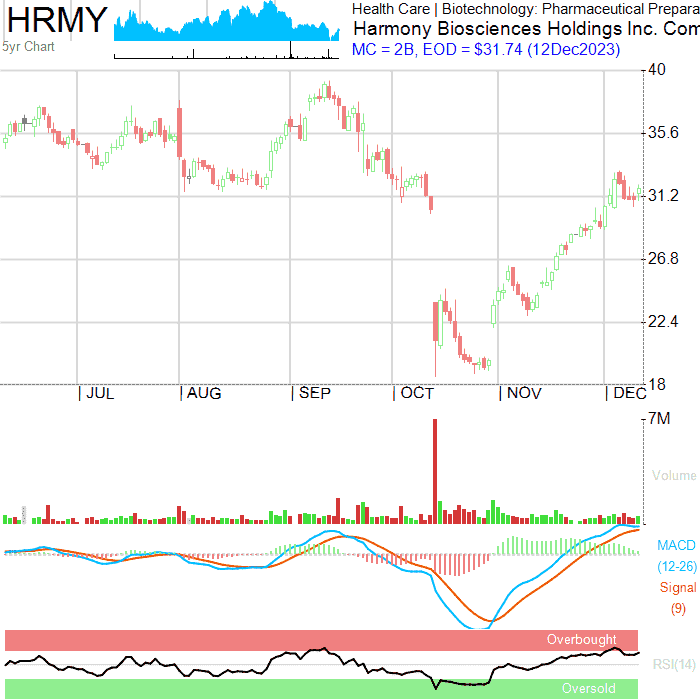 HRMY
5yr Chart
Health Care | Biotechnology: Pharmaceutical Prepara
Harmony Biosciences Holdings Inc. Com
MC = 2B, EOD = $31.74 (12Dec2023)
40
35.6
31.2
26.8
22.4
18
JUL
AUG
SEP
OCT
NOV
DEC
7M
Volume
MACD
(12-26)
Signal
(9)
Overbought
RSI(14)
Oversold